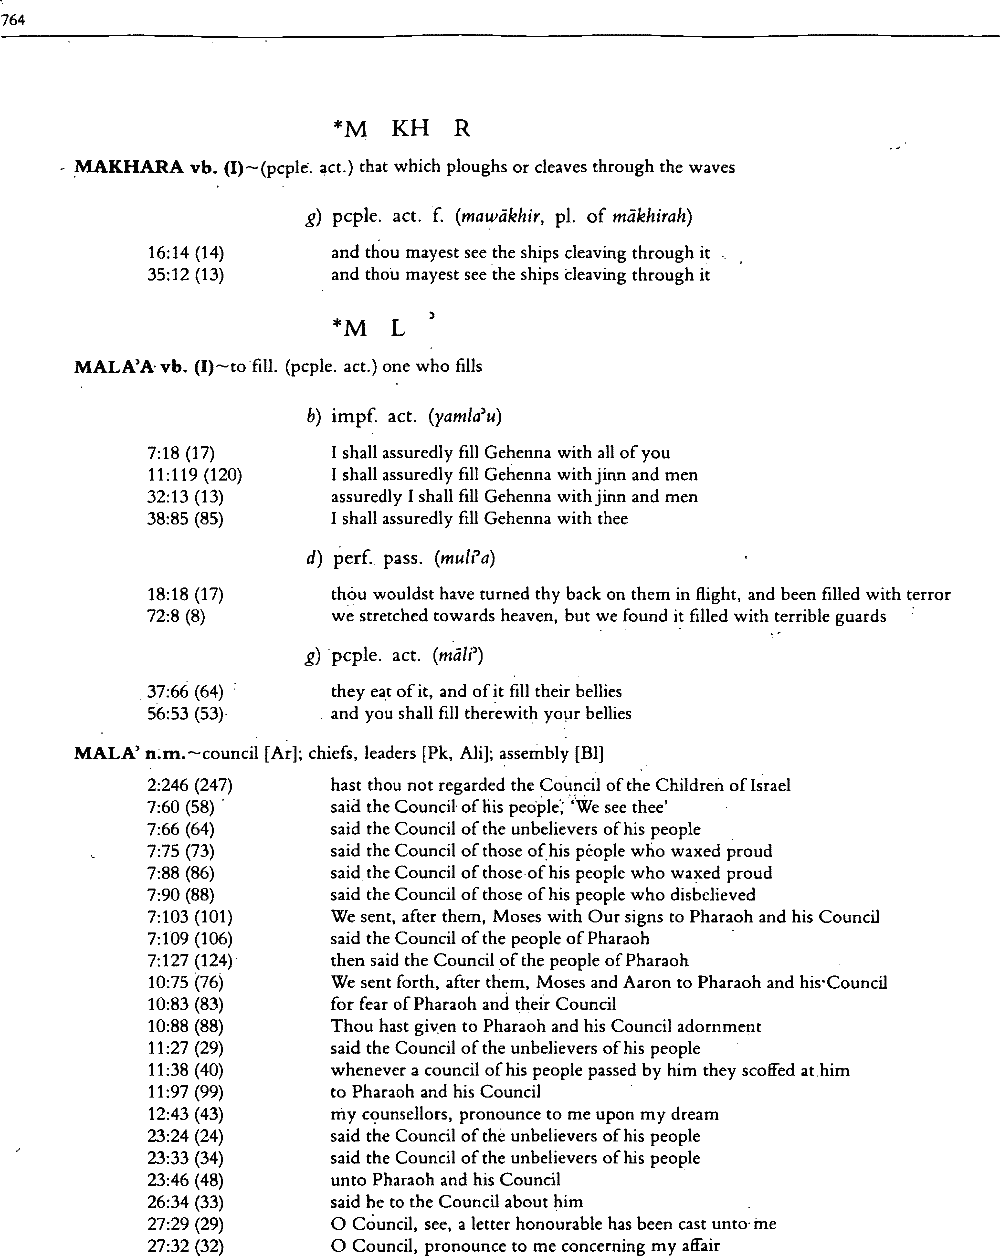 764
*M KH R
MAKHARA vb. (I)~(pcple. act.) that which ploughs or cleaves through the waves
g) pcple. act. f. (mawākhir, pl. of mākhirah)
16:14 (14) and thou mayest see the ships cleaving through it
35:12 (13) and thou mayest see the ships cleaving through it
*M L ʾ
MALAʾA vb. (I)~to fill. (pcple. act.) one who fills
b) impf. act. (yamlaʾu)
7:18 (17) I shall assuredly fill Gehenna with all of you
11:119 (120) I shall assuredly fill Gehenna with jinn and men
32:13 (13) assuredly I shall fill Gehenna with jinn and men
38:85 (85) I shall assuredly fill Gehenna with thee
d) perf. pass. (muliʾa)
18:18 (17) thou wouldst have turned thy back on them in flight, and been filled with terror
72:8 (8) we stretched towards heaven, but we found it filled with terrible guards
g) pcple. act. (māliʾ)
37:66 (64) they eat of it, and of it fill their bellies
56:53 (53) and you shall fill therewith your bellies
MALAʾ n.m.~council [Ar]; chiefs, leaders [Pk, Ali]; assembly [Bl]
2:246 (247) hast thou not regarded the Council of the Children of Israel
7:60 (58) said the Council of his people, 'We see thee'
7:66 (64) said the Council of the unbelievers of his people
7:75 (73) said the Council of those of his people who waxed proud
7:88 (86) said the Council of those of his people who waxed proud
7:90 (88) said the Council of those of his people who disbelieved
7:103 (101) We sent, after them, Moses with Our signs to Pharaoh and his Council
7:109 (106) said the Council of the people of Pharaoh
7:127 (124) then said the Council of the people of Pharaoh
10:75 (76) We sent forth, after them, Moses and Aaron to Pharaoh and his Council
10:83 (83) for fear of Pharaoh and their Council
10:88 (88) Thou hast given to Pharaoh and his Council adornment
11:27 (29) said the Council of the unbelievers of his people
11:38 (40) whenever a council of his people passed by him they scoffed at him
11:97 (99) to Pharaoh and his Council
12:43 (43) my counsellors, pronounce to me upon my dream
23:24 (24) said the Council of the unbelievers of his people
23:33 (34) said the Council of the unbelievers of his people
23:46 (48) unto Pharaoh and his Council
26:34 (33) said he to the Council about him
27:29 (29) O Council, see, a letter honourable has been cast unto me
27:32 (32) O Council, pronounce to me concerning my affair